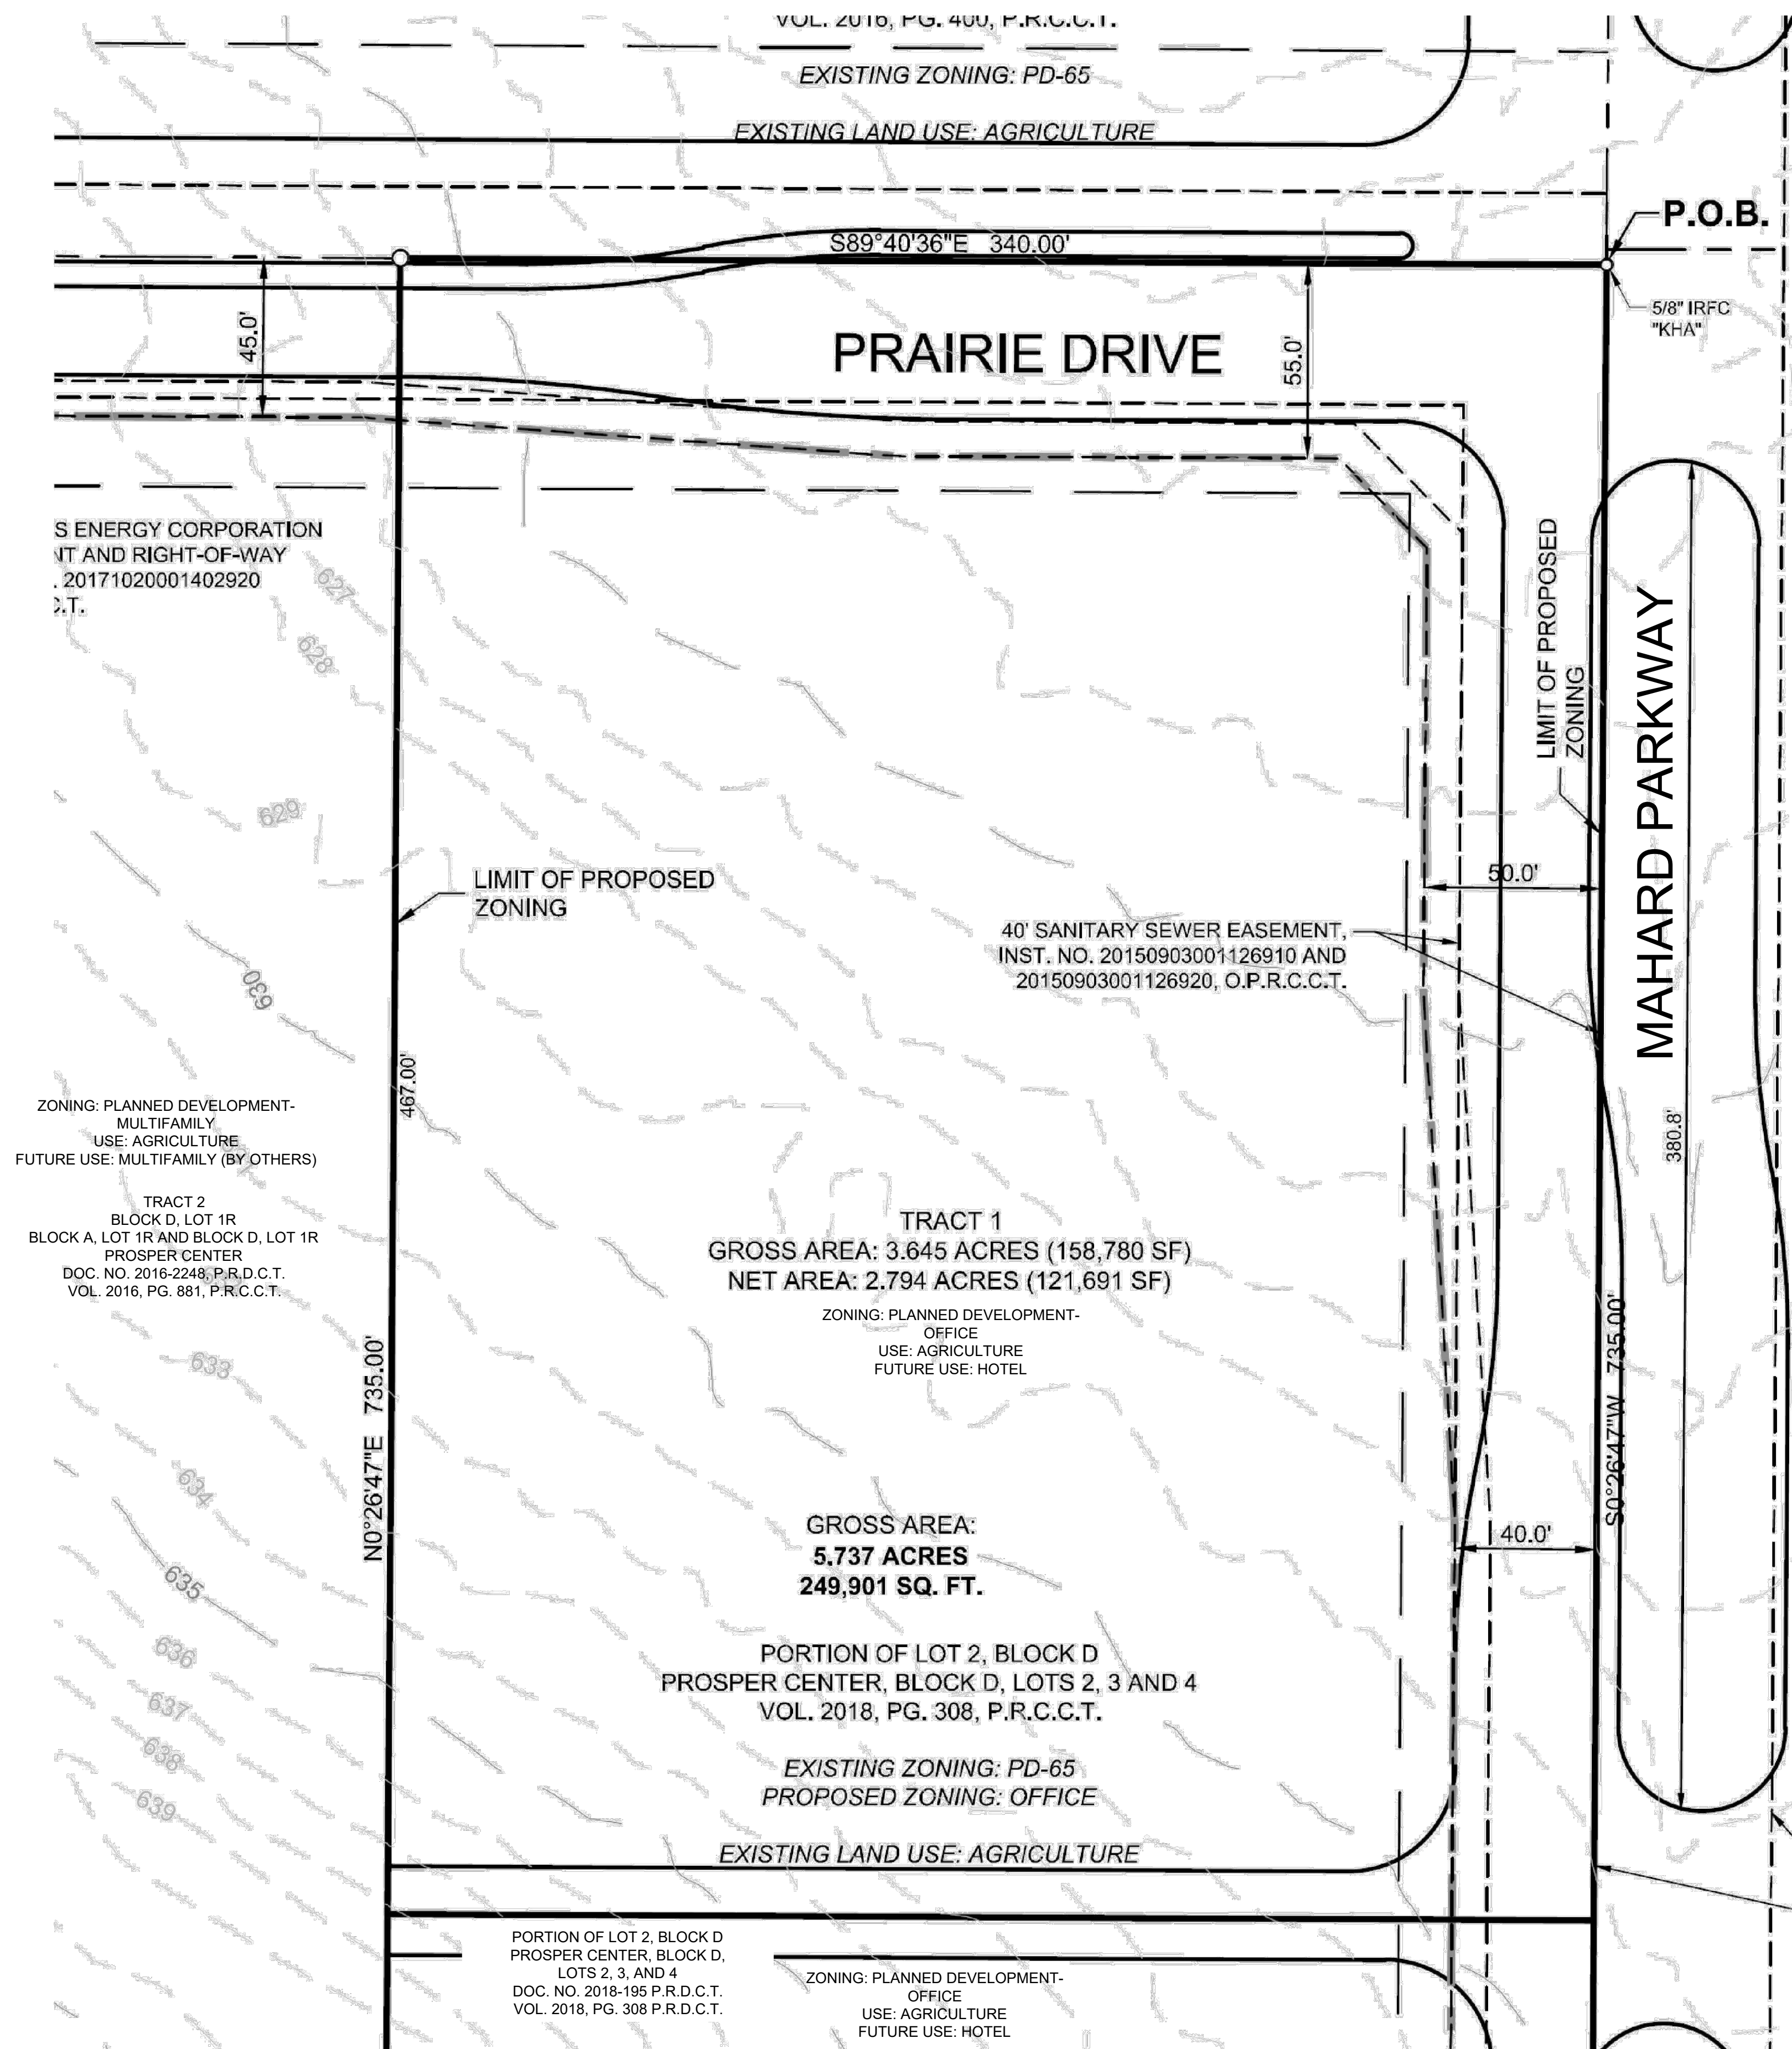 VOL. 2016, PG. 400, P.R.C.C.T.
EXISTING ZONING: PD-65
EXISTING LAND USE: AGRICULTURE
P.O.B.
S89°40'36"E 340.00'
5/8" IRFC
"KHA"
45.0'
PRAIRIE DRIVE
55.0'
S ENERGY CORPORATION
NT AND RIGHT-OF-WAY
. 20171020001402920
C.T.
627
628
629
630
LIMIT OF PROPOSED
ZONING
LIMIT OF PROPOSED
ZONING
MAHARD PARKWAY
50.0'
40' SANITARY SEWER EASEMENT,
INST. NO. 20150903001126910 AND
20150903001126920, O.P.R.C.C.T.
467.00'
380.8'
ZONING: PLANNED DEVELOPMENT-
MULTIFAMILY
USE: AGRICULTURE
FUTURE USE: MULTIFAMILY (BY OTHERS)
TRACT 2
BLOCK D, LOT 1R
BLOCK A, LOT 1R AND BLOCK D, LOT 1R
PROSPER CENTER
DOC. NO. 2016-2248, P.R.D.C.T.
VOL. 2016, PG. 881, P.R.C.C.T.
TRACT 1
GROSS AREA: 3.645 ACRES (158,780 SF)
NET AREA: 2.794 ACRES (121,691 SF)
ZONING: PLANNED DEVELOPMENT-
OFFICE
USE: AGRICULTURE
FUTURE USE: HOTEL
633
634
635
636
637
638
639
N0°26'47"E 735.00'
S0°26'47"W 735.00'
40.0'
GROSS AREA:
5.737 ACRES
249,901 SQ. FT.
PORTION OF LOT 2, BLOCK D
PROSPER CENTER, BLOCK D, LOTS 2, 3 AND 4
VOL. 2018, PG. 308, P.R.C.C.T.
EXISTING ZONING: PD-65
PROPOSED ZONING: OFFICE
EXISTING LAND USE: AGRICULTURE
PORTION OF LOT 2, BLOCK D
PROSPER CENTER, BLOCK D,
LOTS 2, 3, AND 4
DOC. NO. 2018-195 P.R.D.C.T.
VOL. 2018, PG. 308 P.R.D.C.T.
ZONING: PLANNED DEVELOPMENT-
OFFICE
USE: AGRICULTURE
FUTURE USE: HOTEL